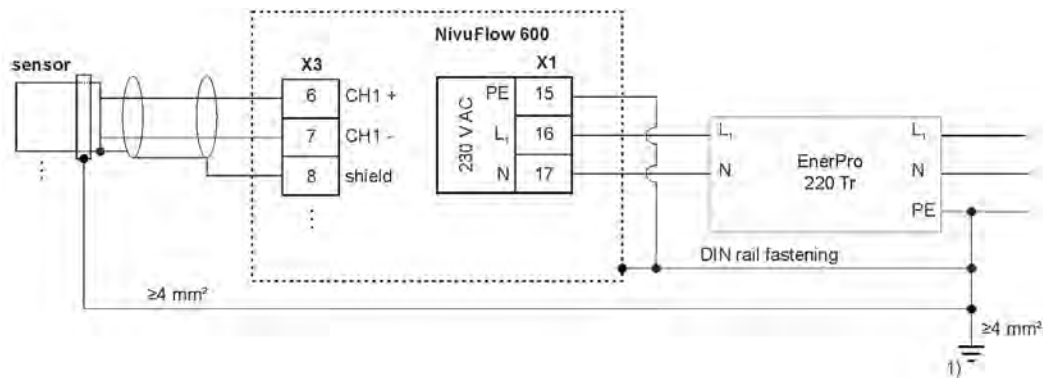 NivuFlow 600
sensor
X3
X1
6 CH1 +
7 CH1 -
8 shield
230 V AC
PE 15
L1 16
N 17
L1 L1
N N
EnerPro
220 Tr
PE
DIN rail fastening
≥4 mm²
≥4 mm²
1)